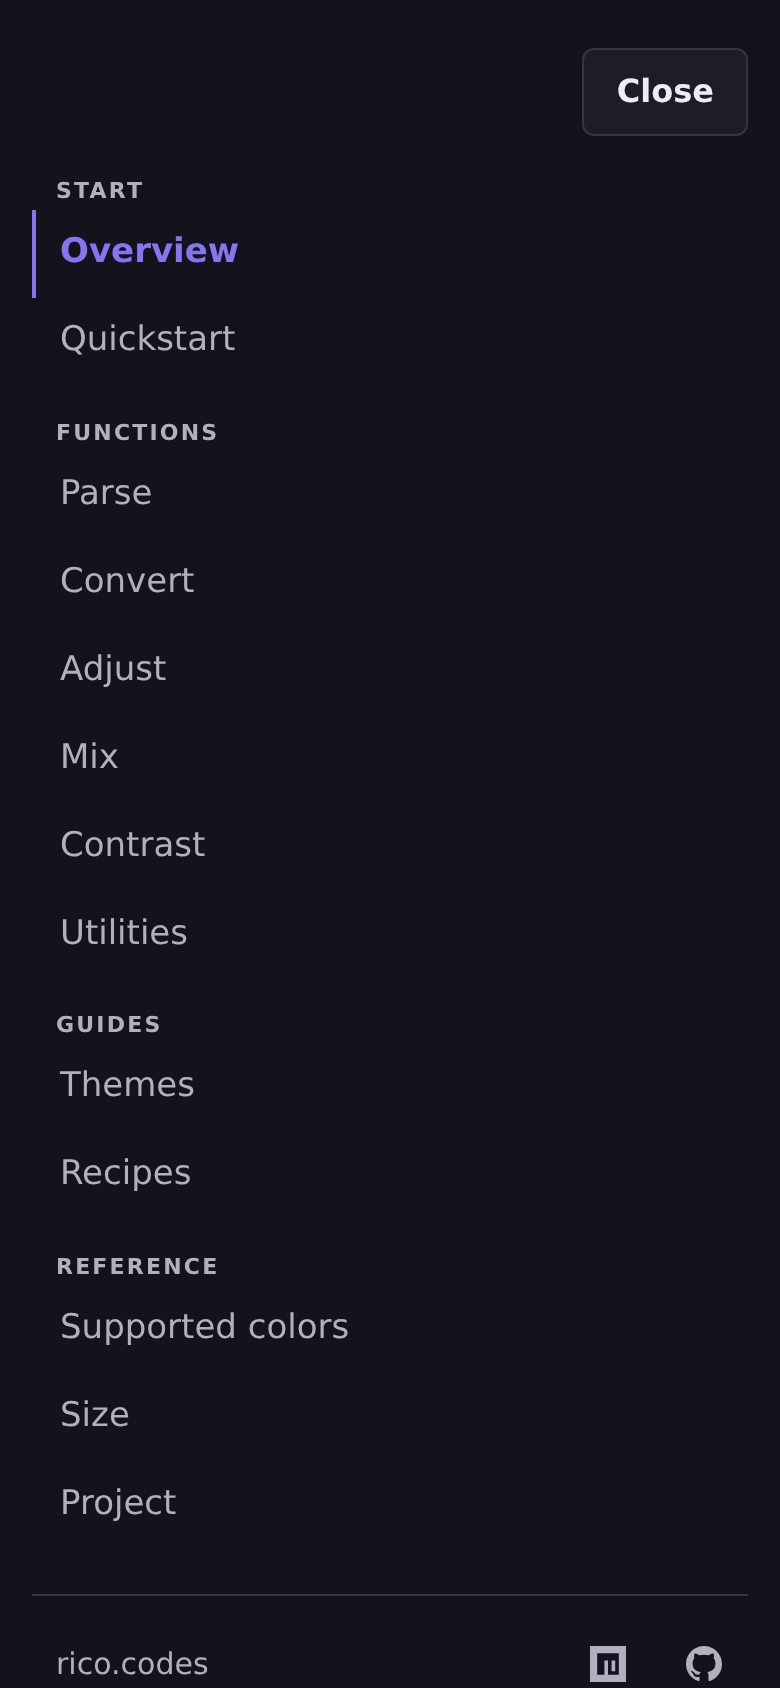 Close
START
Overview
Quickstart
FUNCTIONS
Parse
Convert
Adjust
Mix
Contrast
Utilities
GUIDES
Themes
Recipes
REFERENCE
Supported colors
Size
Project
rico.codes